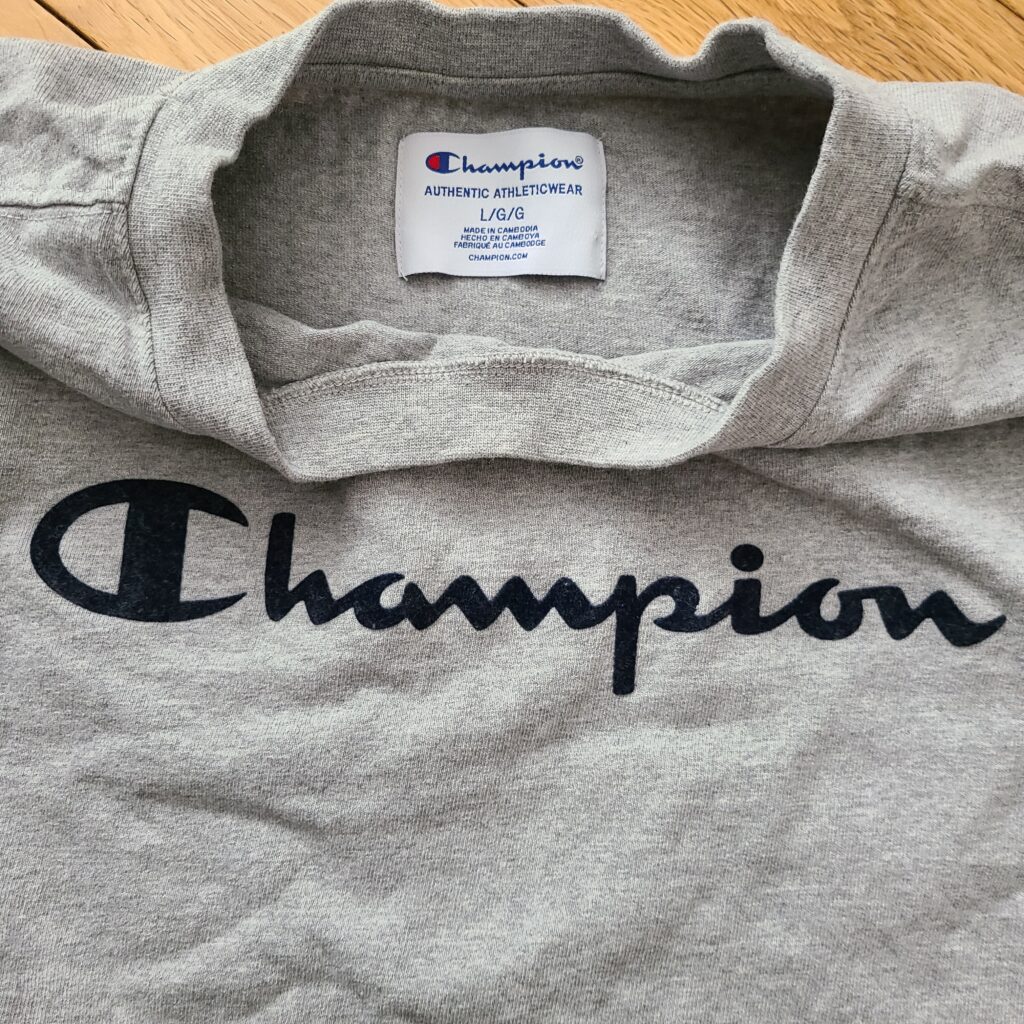 Champion®
AUTHENTIC ATHLETICWEAR
L/G/G
MADE IN CAMBODIA
HECHO EN CAMBOYA
FABRIQUÉ AU CAMBODGE
CHAMPION.COM
Champion